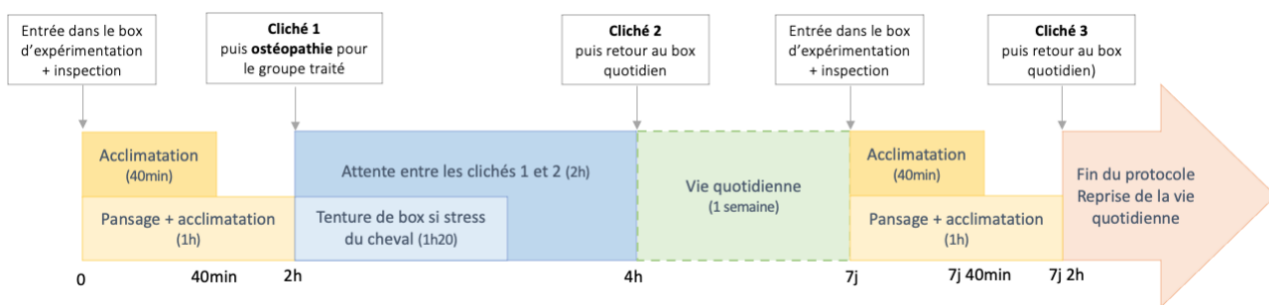 Entrée dans le box
d'expérimentation
+ inspection
Cliché 1
puis ostéopathie pour
le groupe traité
Cliché 2
puis retour au box
quotidien
Entrée dans le box
d'expérimentation
+ inspection
Cliché 3
puis retour au box
quotidien)
Acclimatation
(40min)
Pansage + acclimatation
(1h)
Attente entre les clichés 1 et 2 (2h)
Tenture de box si stress
du cheval (1h20)
Vie quotidienne
(1 semaine)
Acclimatation
(40min)
Pansage + acclimatation
(1h)
Fin du protocole
Reprise de la vie
quotidienne
0
40min
2h
4h
7j
7j 40min
7j 2h